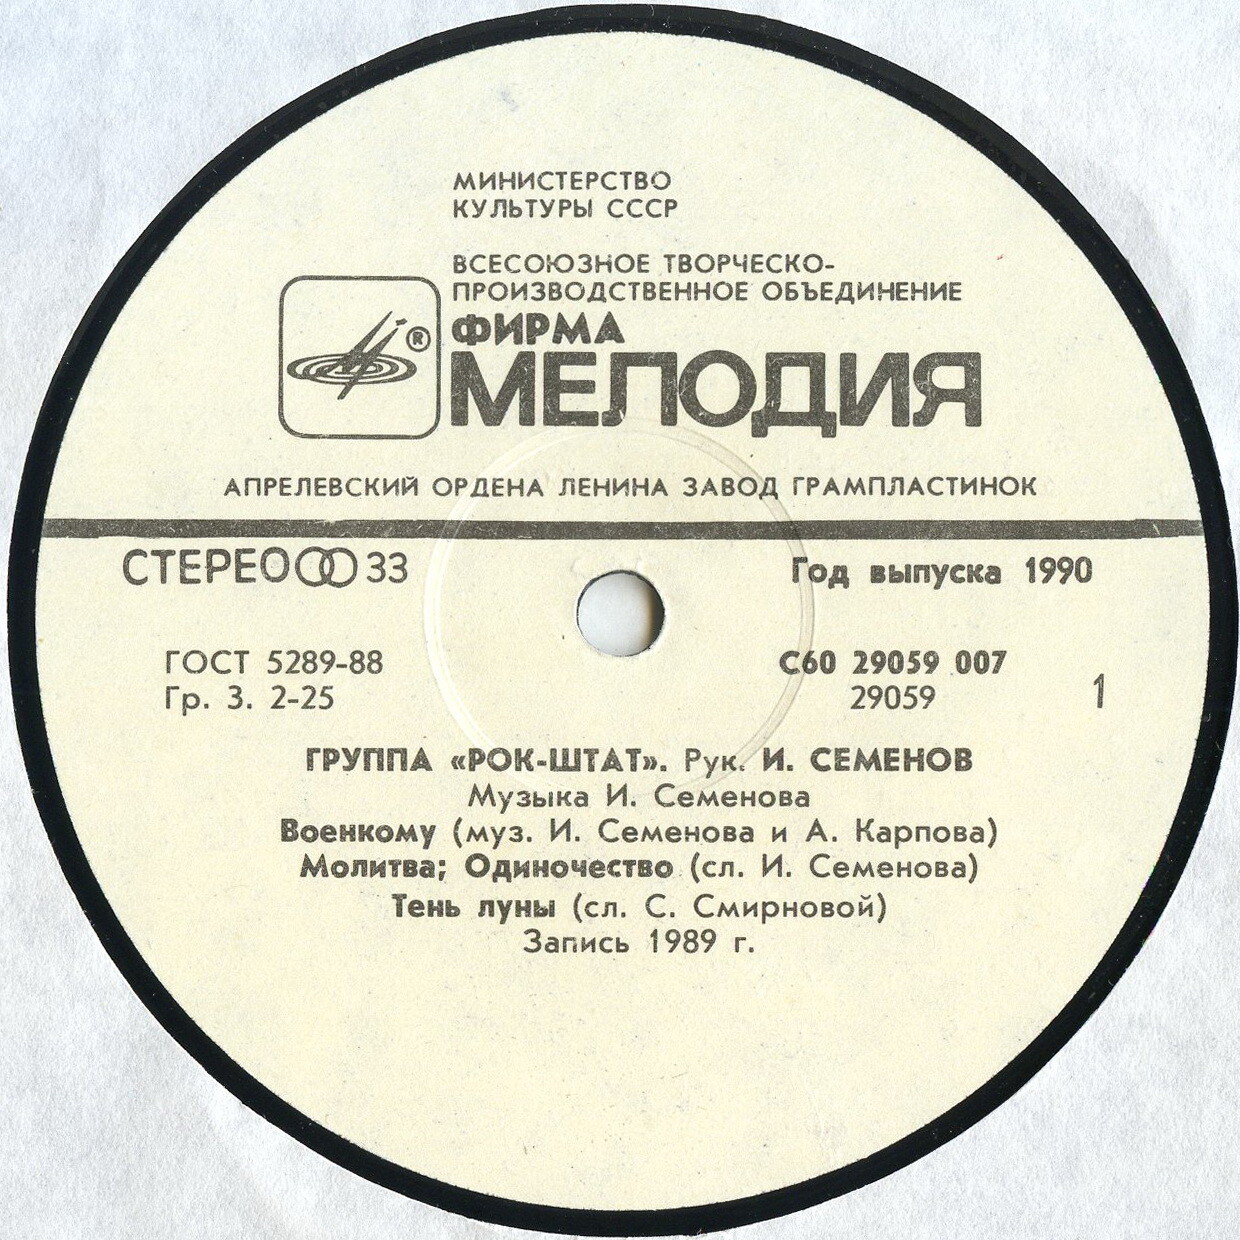 МИНИСТЕРСТВО
КУЛЬТУРЫ СССР
ВСЕСОЮЗНОЕ ТВОРЧЕСКО-
ПРОИЗВОДСТВЕННОЕ ОБЪЕДИНЕНИЕ
ФИРМА
®
МЕЛОДИЯ
АПРЕЛЕВСКИЙ ОРДЕНА ЛЕНИНА ЗАВОД ГРАМПЛАСТИНОК
СТЕРЕО 33
Год выпуска 1990
ГОСТ 5289-88
Гр. 3. 2-25
С60 29059 007
29059
1
ГРУППА «РОК-ШТАТ». Рук. И. СЕМЕНОВ
Музыка И. Семенова
Военкому (муз. И. Семенова и А. Карпова)
Молитва; Одиночество (сл. И. Семенова)
Тень луны (сл. С. Смирновой)
Запись 1989 г.